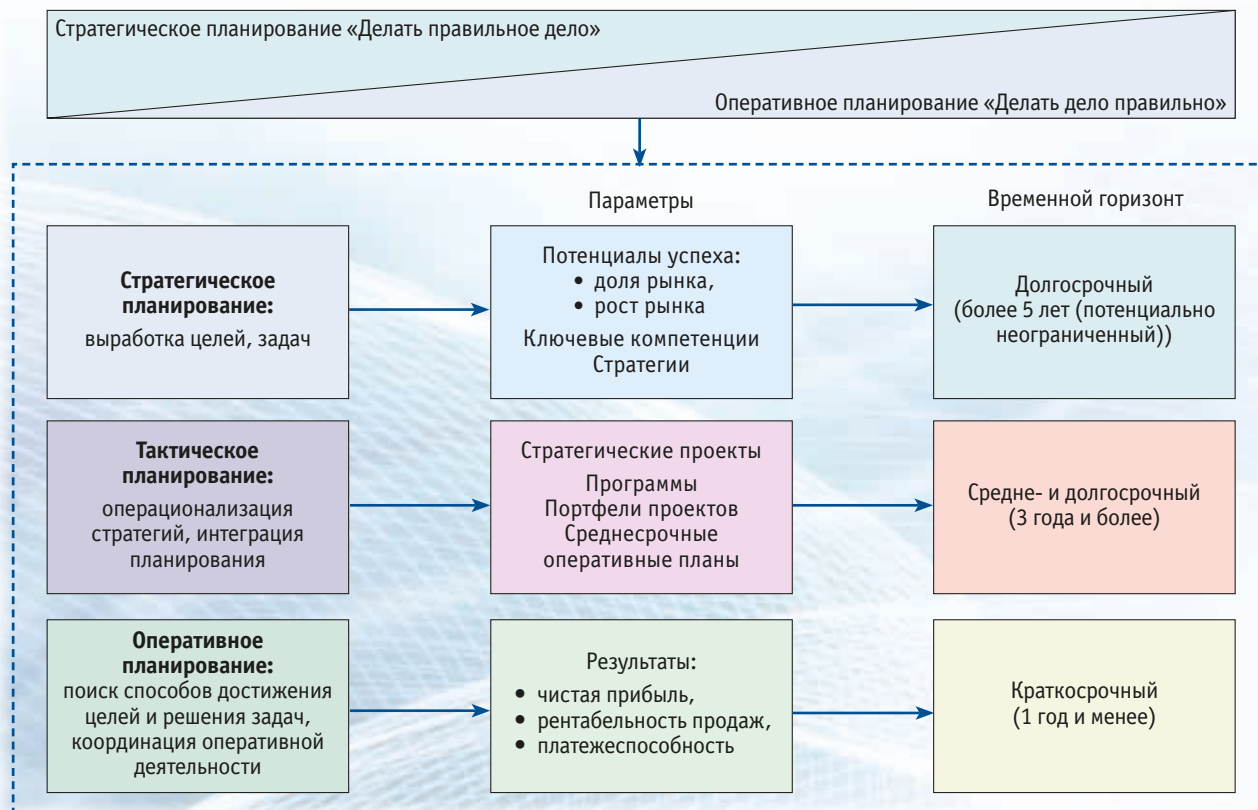 Стратегическое планирование «Делать правильное дело»
Оперативное планирование «Делать дело правильно»
Параметры
Временной горизонт
Стратегическое
планирование:
выработка целей, задач
Потенциалы успеха:
• доля рынка,
• рост рынка
Ключевые компетенции
Стратегии
Долгосрочный
(более 5 лет (потенциально
неограниченный))
Тактическое
планирование:
операционализация
стратегий, интеграция
планирования
Стратегические проекты
Программы
Портфели проектов
Среднесрочные
оперативные планы
Средне- и долгосрочный
(3 года и более)
Оперативное
планирование:
поиск способов достижения
целей и решения задач,
координация оперативной
деятельности
Результаты:
• чистая прибыль,
• рентабельность продаж,
• платежеспособность
Краткосрочный
(1 год и менее)